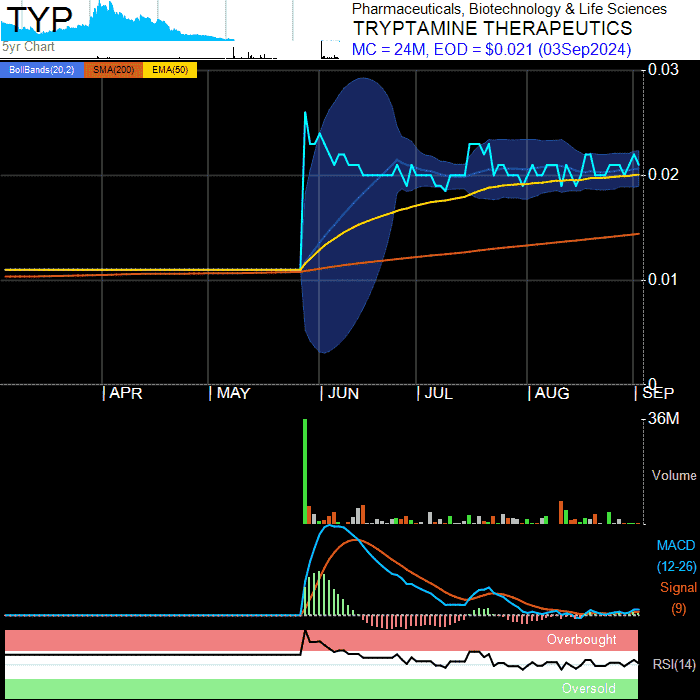 TYP
5yr Chart
Pharmaceuticals, Biotechnology & Life Sciences
TRYPTAMINE THERAPEUTICS
MC = 24M, EOD = $0.021 (03Sep2024)
BollBands(20,2) SMA(200) EMA(50)
0.03
0.02
0.01
0
APR MAY JUN JUL AUG SEP
36M
Volume
MACD
(12-26)
Signal
(9)
Overbought
RSI(14)
Oversold